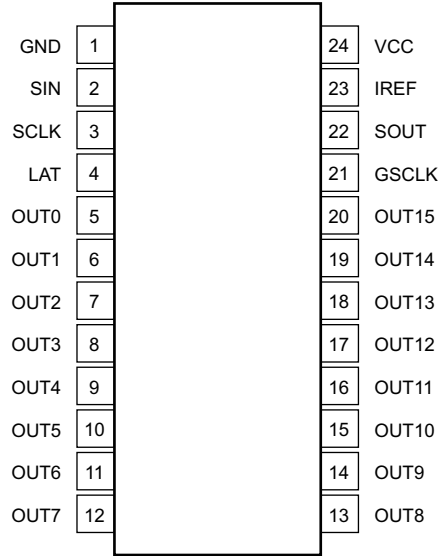 GND 1 24 VCC
SIN 2 23 IREF
SCLK 3 22 SOUT
LAT 4 21 GSCLK
OUT0 5 20 OUT15
OUT1 6 19 OUT14
OUT2 7 18 OUT13
OUT3 8 17 OUT12
OUT4 9 16 OUT11
OUT5 10 15 OUT10
OUT6 11 14 OUT9
OUT7 12 13 OUT8